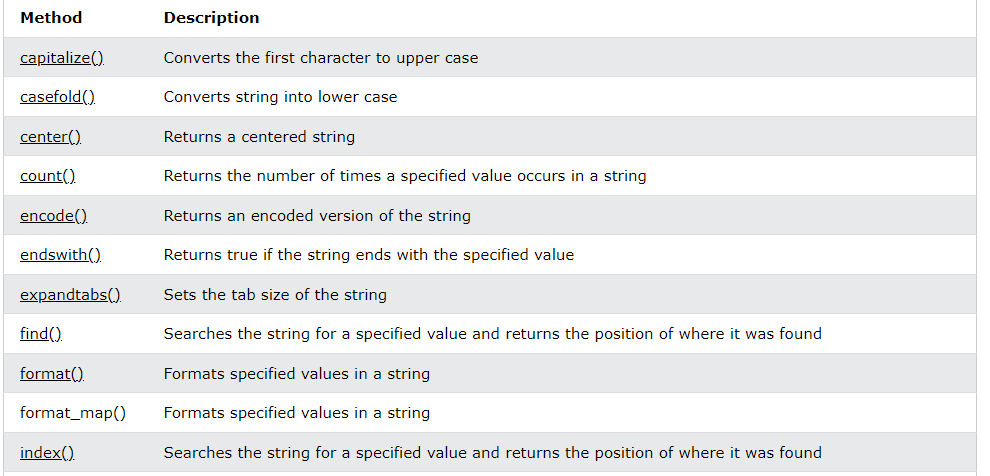 Method Description
capitalize() Converts the first character to upper case
casefold() Converts string into lower case
center() Returns a centered string
count() Returns the number of times a specified value occurs in a string
encode() Returns an encoded version of the string
endswith() Returns true if the string ends with the specified value
expandtabs() Sets the tab size of the string
find() Searches the string for a specified value and returns the position of where it was found
format() Formats specified values in a string
format_map() Formats specified values in a string
index() Searches the string for a specified value and returns the position of where it was found